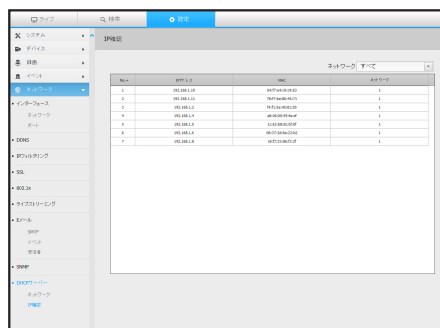 ライブ
検索
設定
システム
デバイス
録画
イベント
ネットワーク
インターフェース
ネットワーク
ポート
DDNS
IPフィルタリング
SSL
802.1x
ライブストリーミング
Eメール
SMTP
イベント
受信者
SNMP
DHCPサーバー
ネットワーク
IP確認
IP確認
ネットワーク すべて
No. IPアドレス MAC ネットワーク
1 192.168.1.10 1
2 192.168.1.11 1
3 192.168.1.2 1
4 192.168.1.4 1
5 192.168.1.5 1
6 192.168.1.6 1
7 192.168.1.8 1